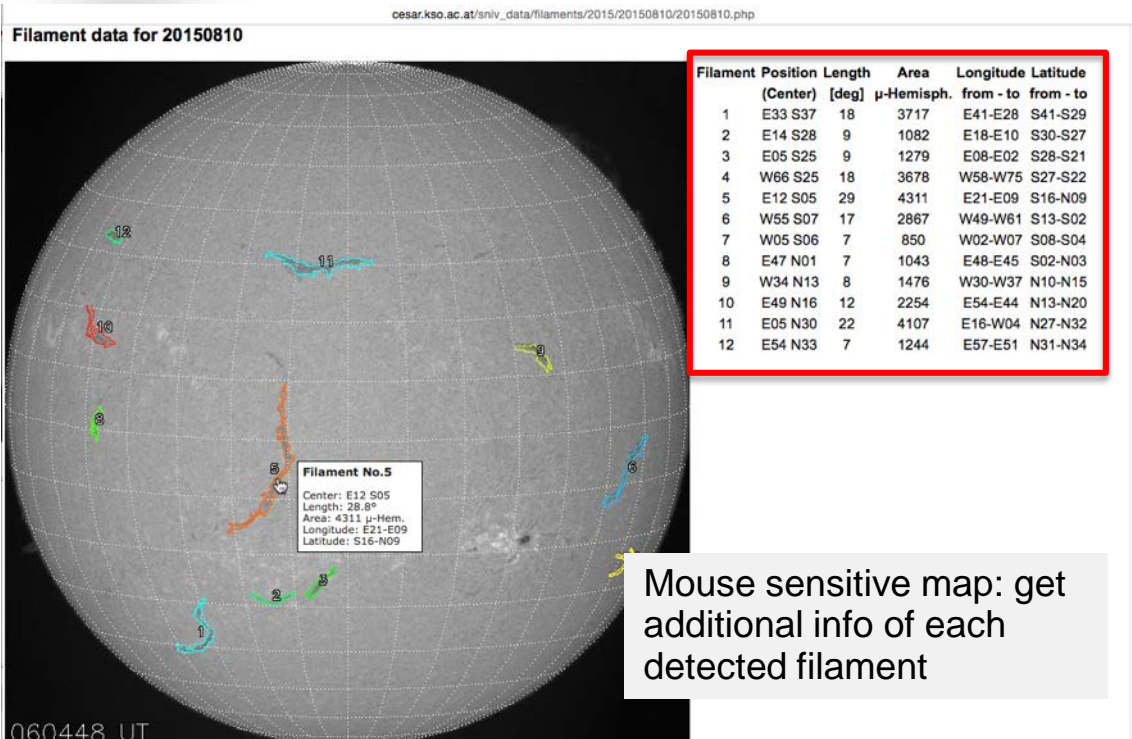 cesar.kso.ac.at/sniv_data/filaments/2015/20150810/20150810.php
Filament data for 20150810
Filament Position Length Area Longitude Latitude
(Center) [deg] μ-Hemisph. from - to from - to
1 E33 S37 18 3717 E41-E28 S41-S29
2 E14 S28 9 1082 E18-E10 S30-S27
3 E05 S25 9 1279 E08-E02 S28-S21
4 W66 S25 18 3678 W58-W75 S27-S22
5 E12 S05 29 4311 E21-E09 S16-N09
6 W55 S07 17 2867 W49-W61 S13-S02
7 W05 S06 7 850 W02-W07 S08-S04
8 E47 N01 7 1043 E48-E45 S02-N03
9 W34 N13 8 1476 W30-W37 N10-N15
10 E49 N16 12 2254 E54-E44 N13-N20
11 E05 N30 22 4107 E16-W04 N27-N32
12 E54 N33 7 1244 E57-E51 N31-N34
12
11
10
9
8
5
6
Filament No.5
Center: E12 S05
Length: 28.8°
Area: 4311 μ-Hem.
Longitude: E21-E09
Latitude: S16-N09
3
2
1
Mouse sensitive map: get
additional info of each
detected filament
060448 UT